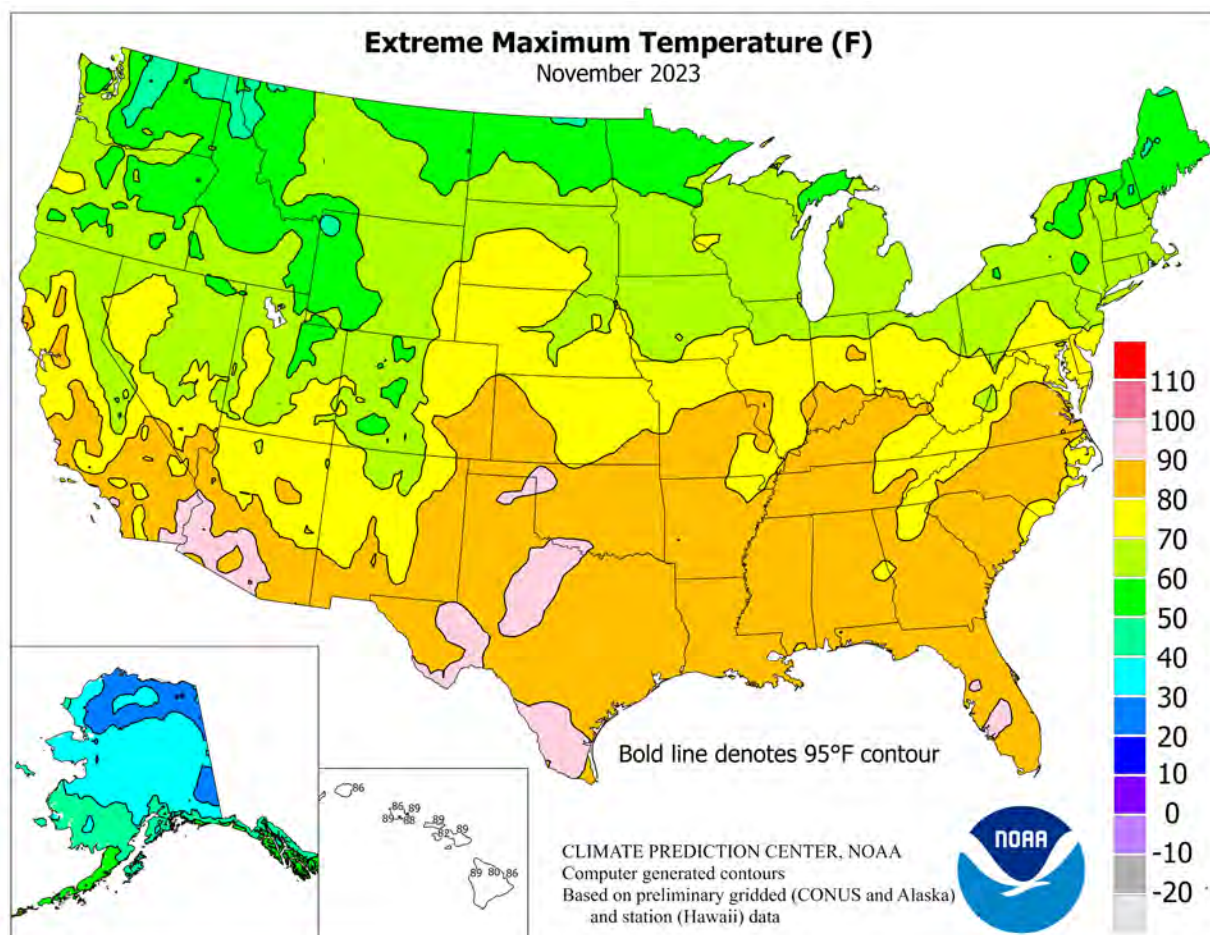 Extreme Maximum Temperature (F)
November 2023
110
100
90
80
70
60
50
40
30
20
10
0
-10
-20
Bold line denotes 95°F contour
86
86 89
89 88
89 89
82
89 80 86
CLIMATE PREDICTION CENTER, NOAA
Computer generated contours
Based on preliminary gridded (CONUS and Alaska)
and station (Hawaii) data
NOAA